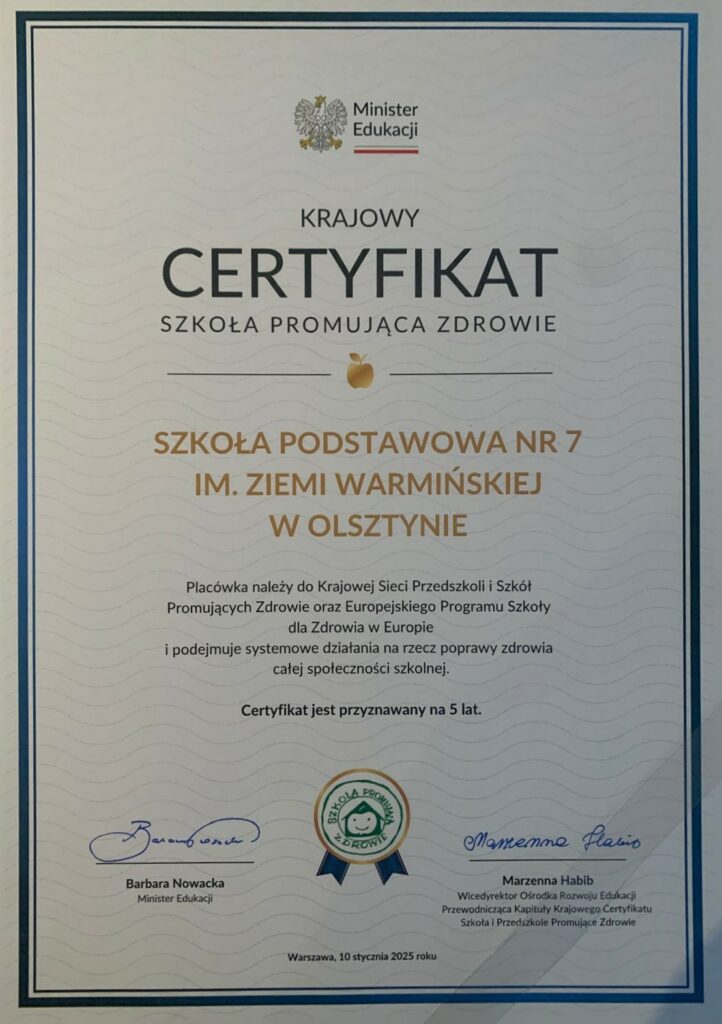 Minister
Edukacji
KRAJOWY
CERTYFIKAT
SZKOŁA PROMUJĄCA ZDROWIE
SZKOŁA PODSTAWOWA NR 7
IM. ZIEMI WARMIŃSKIEJ
W OLSZTYNIE
Placówka należy do Krajowej Sieci Przedszkoli i Szkół
Promujących Zdrowie oraz Europejskiego Programu Szkoły
dla Zdrowia w Europie
i podejmuje systemowe działania na rzecz poprawy zdrowia
całej społeczności szkolnej.
Certyfikat jest przyznawany na 5 lat.
SZKOŁA PROMUJĄCA
ZDROWIE
Barbara Nowacka
Minister Edukacji
Marzenna Habib
Marzenna Habib
Wicedyrektor Ośrodka Rozwoju Edukacji
Przewodnicząca Kapituły Krajowego Certyfikatu
Szkoła i Przedszkole Promujące Zdrowie
Warszawa, 10 stycznia 2025 roku